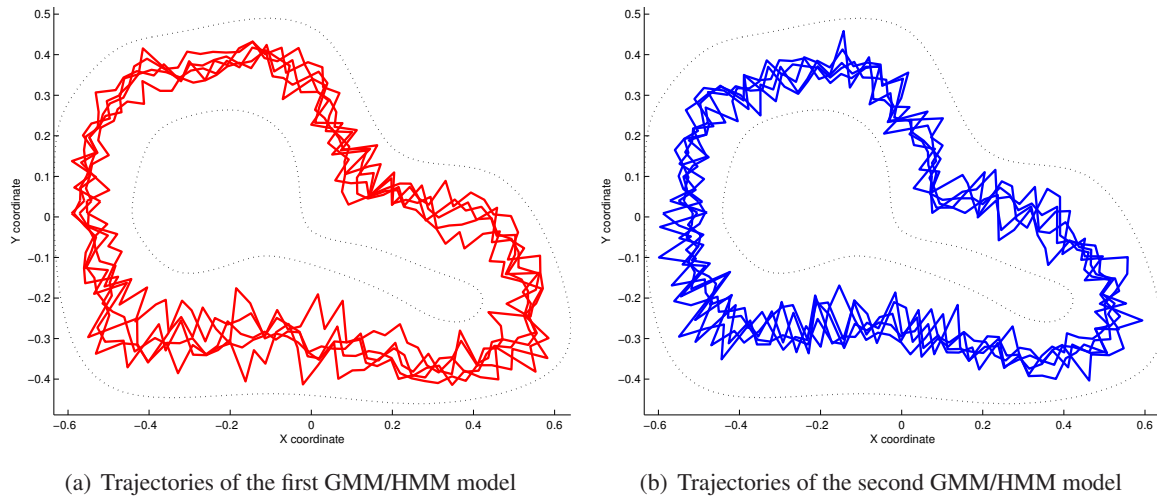 0.5
0.4
0.3
0.2
0.1
0
−0.1
−0.2
−0.3
−0.4
Y coordinate
−0.6 −0.4 −0.2 0 0.2 0.4 0.6
X coordinate
(a) Trajectories of the first GMM/HMM model
0.5
0.4
0.3
0.2
0.1
0
−0.1
−0.2
−0.3
−0.4
Y coordinate
−0.6 −0.4 −0.2 0 0.2 0.4 0.6
X coordinate
(b) Trajectories of the second GMM/HMM model